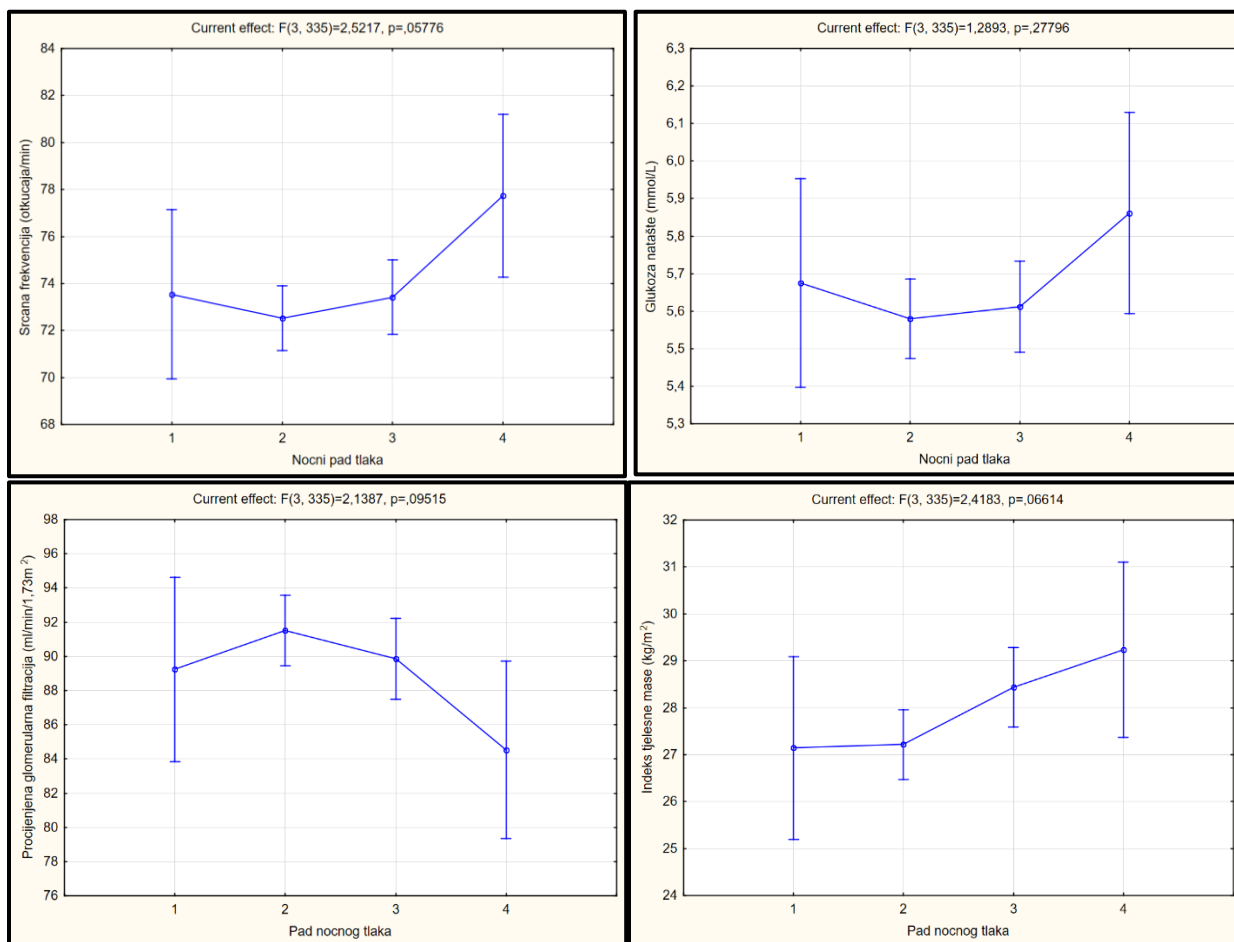 Current effect: F(3, 335)=2,5217, p=,05776
84
82
80
78
76
74
72
70
68
Srcana frekvencija (otkucaja/min)
1 2 3 4
Nocni pad tlaka
Current effect: F(3, 335)=1,2893, p=,27796
6,3
6,2
6,1
6,0
5,9
5,8
5,7
5,6
5,5
5,4
5,3
Glukoza natašte (mmol/L)
1 2 3 4
Nocni pad tlaka
Current effect: F(3, 335)=2,1387, p=,09515
98
96
94
92
90
88
86
84
82
80
78
76
Procijenjena glomerularna filtracija (ml/min/1,73m²)
1 2 3 4
Pad nocnog tlaka
Current effect: F(3, 335)=2,4183, p=,06614
32
31
30
29
28
27
26
25
24
Indeks tjelesne mase (kg/m²)
1 2 3 4
Pad nocnog tlaka